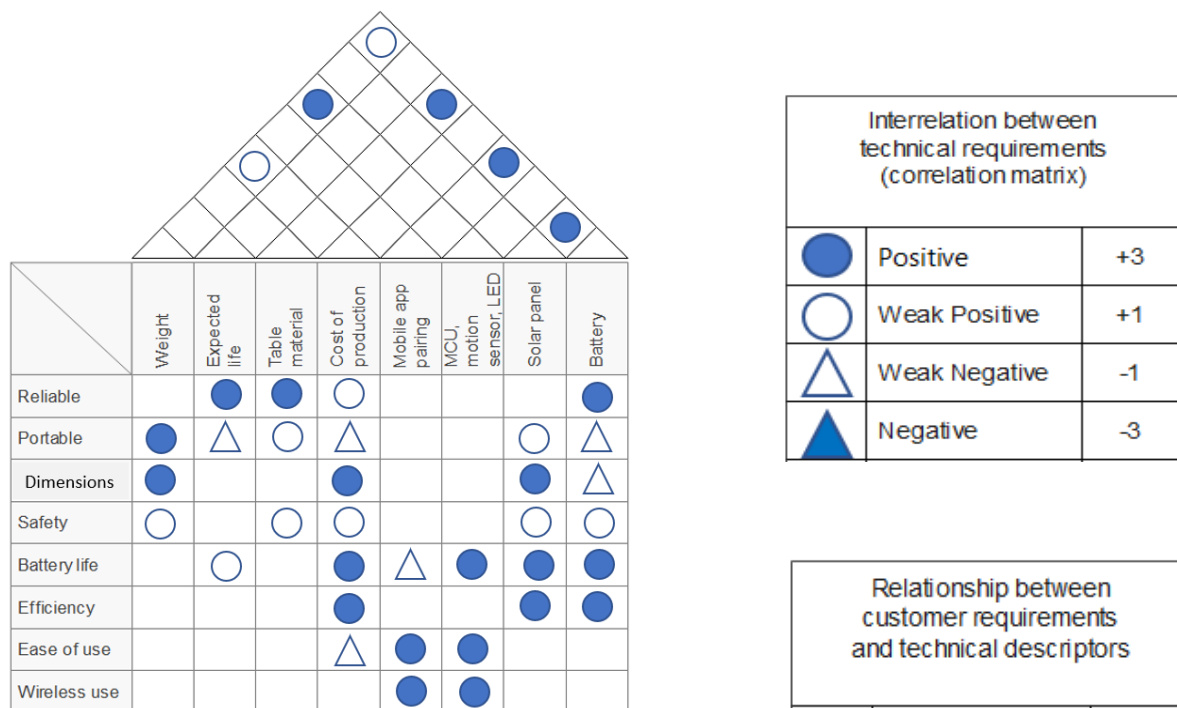 Interrelation between
technical requirements
(correlation matrix)
Positive
+3
Weak Positive
+1
Weak Negative
-1
Negative
-3
Weight
Expected
life
Table
material
Cost of
production
Mobile app
pairing
MCU,
motion
sensor, LED
Solar panel
Battery
Reliable
Portable
Dimensions
Safety
Battery life
Efficiency
Ease of use
Wireless use
Relationship between
customer requirements
and technical descriptors